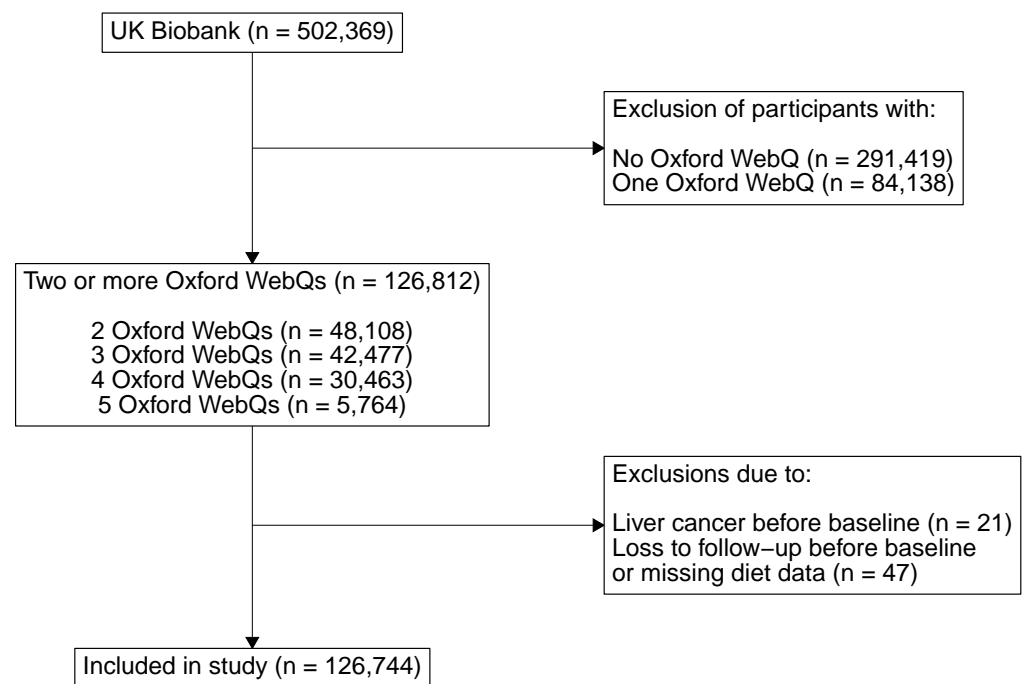 UK Biobank (n = 502,369)
Exclusion of participants with:
No Oxford WebQ (n = 291,419)
One Oxford WebQ (n = 84,138)
Two or more Oxford WebQs (n = 126,812)
2 Oxford WebQs (n = 48,108)
3 Oxford WebQs (n = 42,477)
4 Oxford WebQs (n = 30,463)
5 Oxford WebQs (n = 5,764)
Exclusions due to:
Liver cancer before baseline (n = 21)
Loss to follow−up before baseline
or missing diet data (n = 47)
Included in study (n = 126,744)